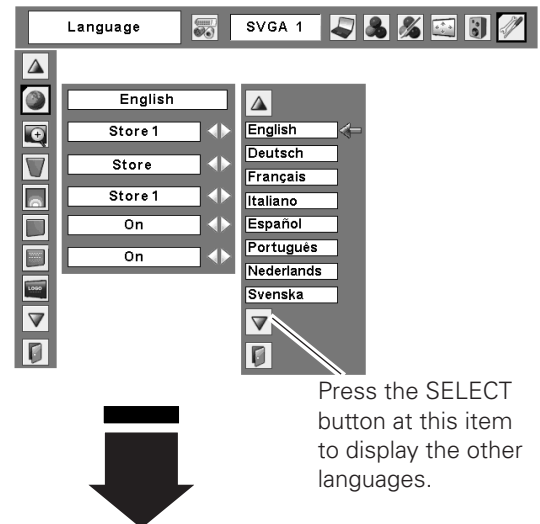 Language
SVGA 1
English
Store 1
Store
Store 1
On
On
LOGO
English
Deutsch
Français
Italiano
Español
Português
Nederlands
Svenska
Press the SELECT
button at this item
to display the other
languages.